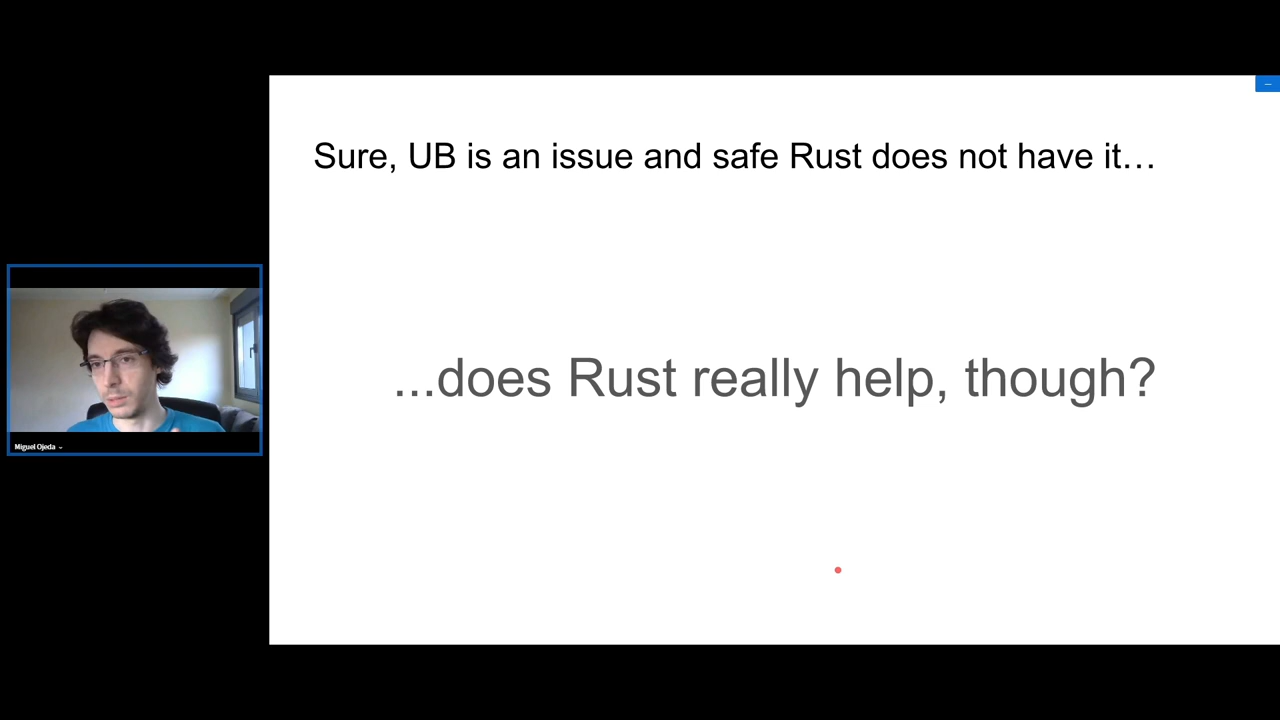 Sure, UB is an issue and safe Rust does not have it…
...does Rust really help, though?
Miguel Ojeda